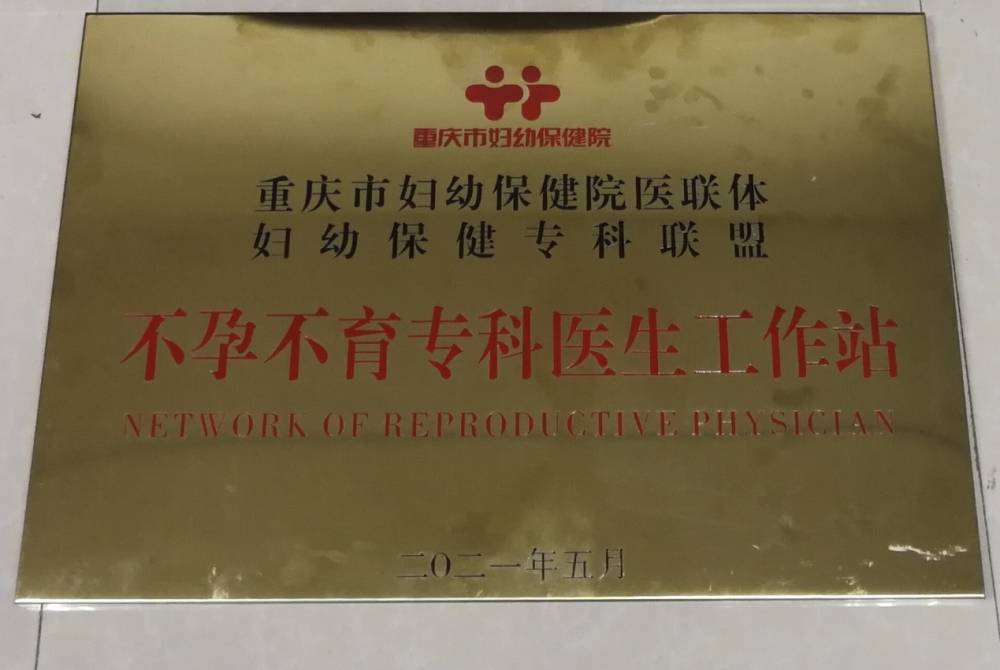 重庆市妇幼保健院
重庆市妇幼保健院医联体
妇幼保健专科联盟
不孕不育专科医生工作站
NETWORK OF REPRODUCTIVE PHYSICIAN
二〇二一年五月